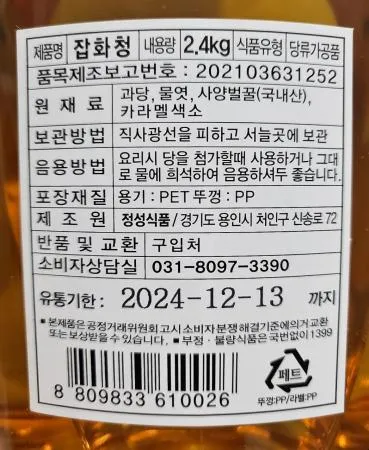 제품명 잡화청 내용량 2.4kg 식품유형 당류가공품
품목제조보고번호 : 202103631252
원 재 료 과당, 물엿, 사양벌꿀(국내산),
카라멜색소
보관방법 직사광선을 피하고 서늘곳에 보관
음용방법 요리시 당을 첨가할때 사용하거나 그대
로 물에 희석하여 음용하셔두 좋습니다.
포장재질 용기 : PET 뚜껑 : PP
제 조 원 정성식품 / 경기도 용인시 처인구 신송로 72
반품 및 교환 구입처
소비자상담실 031-8097-3390
유통기한 : 2024-12-13 까지
■ 본제품은 공정거래위원회 고시 소비자 분쟁 해결기준에의거 교환
또는 보상받을 수 있습니다. ■ 부정 · 불량식품은 국번없이 1399
8 809833 610026
페트
뚜껑:PP/라벨:PP